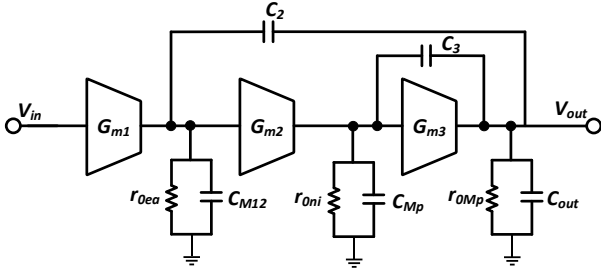 C2
C3
Vin
Gm1
Gm2
Gm3
Vout
r0ea
CM12
r0ni
CMp
r0Mp
Cout